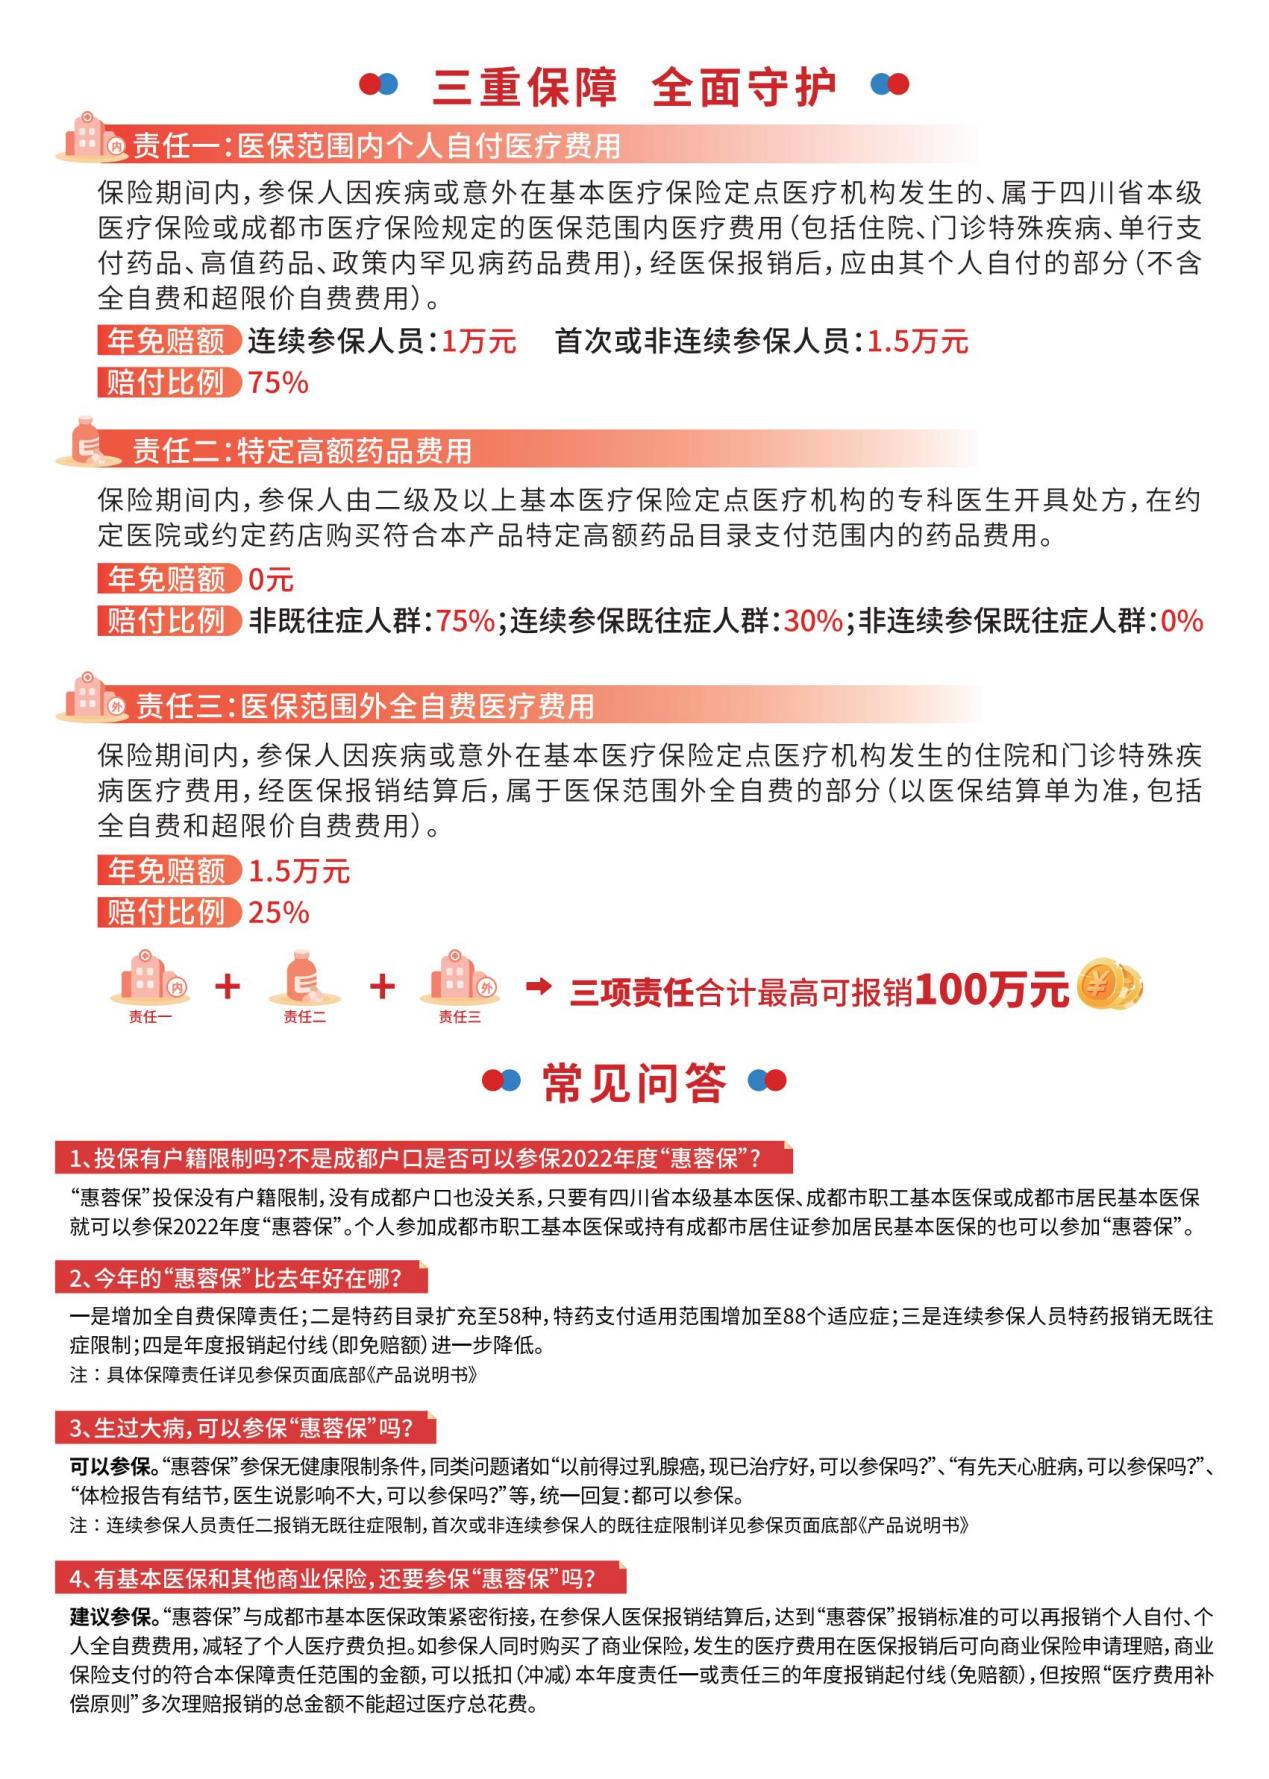 三重保障 全面守护
内 责任一:医保范围内个人自付医疗费用
保险期间内,参保人因疾病或意外在基本医疗保险定点医疗机构发生的、属于四川省本级
医疗保险或成都市医疗保险规定的医保范围内医疗费用(包括住院、门诊特殊疾病、单行支
付药品、高值药品、政策内罕见病药品费用),经医保报销后,应由其个人自付的部分(不含
全自费和超限价自费费用)。
年免赔额 连续参保人员:1万元 首次或非连续参保人员:1.5万元
赔付比例 75%
责任二:特定高额药品费用
保险期间内,参保人由二级及以上基本医疗保险定点医疗机构的专科医生开具处方,在约
定医院或约定药店购买符合本产品特定高额药品目录支付范围内的药品费用。
年免赔额 0元
赔付比例 非既往症人群:75%;连续参保既往症人群:30%;非连续参保既往症人群:0%
外 责任三:医保范围外全自费医疗费用
保险期间内,参保人因疾病或意外在基本医疗保险定点医疗机构发生的住院和门诊特殊疾
病医疗费用,经医保报销结算后,属于医保范围外全自费的部分(以医保结算单为准,包括
全自费和超限价自费费用)。
年免赔额 1.5万元
赔付比例 25%
内 + + 外 三项责任合计最高可报销100万元 ¥
责任一 责任二 责任三
常见问答
1、投保有户籍限制吗?不是成都户口是否可以参保2022年度“惠蓉保”?
“惠蓉保”投保没有户籍限制,没有成都户口也没关系,只要有四川省本级基本医保、成都市职工基本医保或成都市居民基本医保
就可以参保2022年度“惠蓉保”。个人参加成都市职工基本医保或持有成都市居住证参加居民基本医保的也可以参加“惠蓉保”。
2、今年的“惠蓉保”比去年好在哪?
一是增加全自费保障责任;二是特药目录扩充至58种,特药支付适用范围增加至88个适应症;三是连续参保人员特药报销无既往
症限制;四是年度报销起付线(即免赔额)进一步降低。
注:具体保障责任详见参保页面底部《产品说明书》
3、生过大病,可以参保“惠蓉保”吗?
可以参保。“惠蓉保”参保无健康限制条件,同类问题诸如“以前得过乳腺癌,现已治疗好,可以参保吗?”、“有先天心脏病,可以参保吗?”、
“体检报告有结节,医生说影响不大,可以参保吗?”等,统一回复:都可以参保。
注:连续参保人员责任二报销无既往症限制,首次或非连续参保人的既往症限制详见参保页面底部《产品说明书》
4、有基本医保和其他商业保险,还要参保“惠蓉保”吗?
建议参保。“惠蓉保”与成都市基本医保政策紧密衔接,在参保人医保报销结算后,达到“惠蓉保”报销标准的可以再报销个人自付、个
人全自费费用,减轻了个人医疗费负担。如参保人同时购买了商业保险,发生的医疗费用在医保报销后可向商业保险申请理赔,商业
保险支付的符合本保障责任范围的金额,可以抵扣(冲减)本年度责任一或责任三的年度报销起付线(免赔额),但按照“医疗费用补
偿原则”多次理赔报销的总金额不能超过医疗总花费。